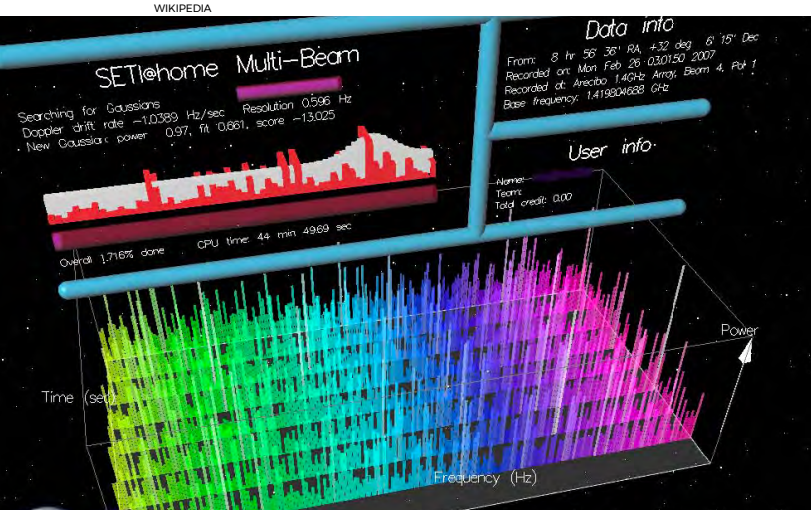 WIKIPEDIA
SETI@home Multi-Beam
Searching for Gaussians
Doppler drift rate -1.0389 Hz/sec Resolution 0.596 Hz
New Gaussian: power 0.97, fit 0.661, score -13.025
Overall 1.716% done CPU time: 44 min 49.69 sec
Data info
From: 8 hr 56' 36" RA, +32 deg 6' 15" Dec
Recorded on: Mon Feb 26 03:01:50 2007
Recorded at: Arecibo 1.4GHz Array, Beam 4, Pol 1
Base frequency: 1.419804688 GHz
User info
Name:
Team:
Total credit: 0.00
Power
Time (sec)
Frequency (Hz)